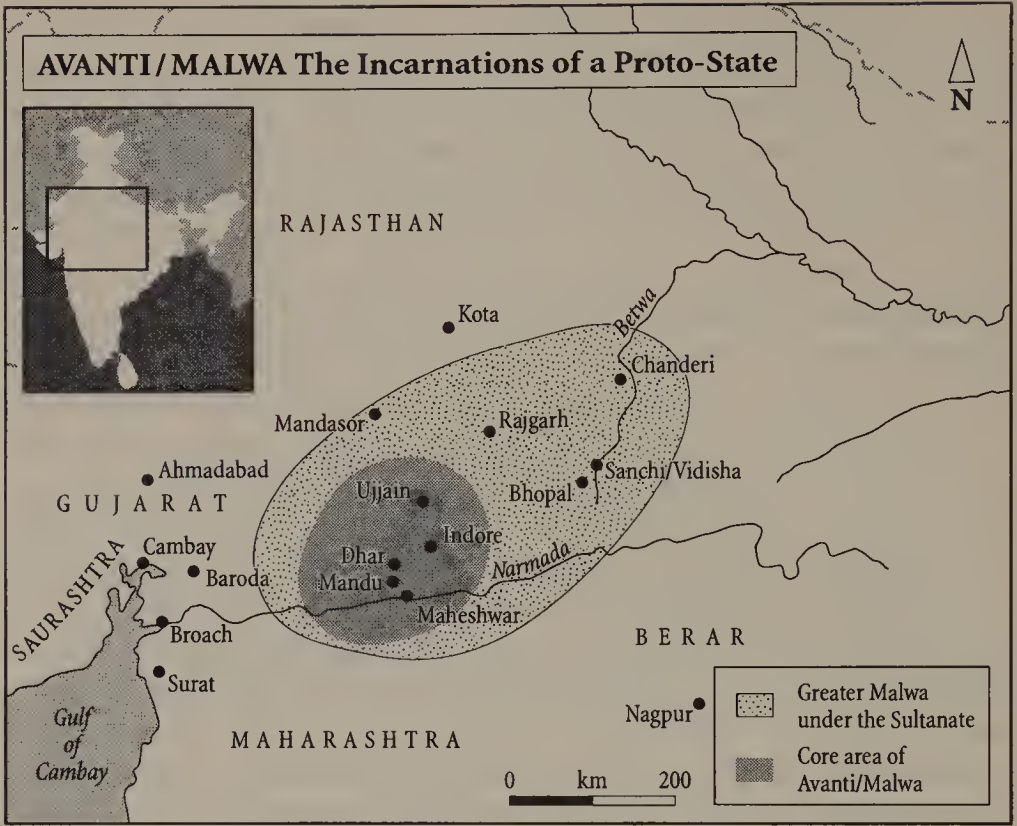 AVANTI/MALWA The Incarnations of a Proto-State
N
RAJASTHAN
Betwa
Kota
Chanderi
Mandasor
Rajgarh
Ahmadabad
Sanchi/Vidisha
Ujjain
Bhopal
GUJARAT
Indore
Cambay
Dhar
Narmada
SAURASHTRA
Baroda
Mandu
Maheshwar
Broach
BERAR
Surat
Greater Malwa
under the Sultanate
Nagpur
Gulf
of
Cambay
MAHARASHTRA
Core area of
Avanti/Malwa
0 km 200